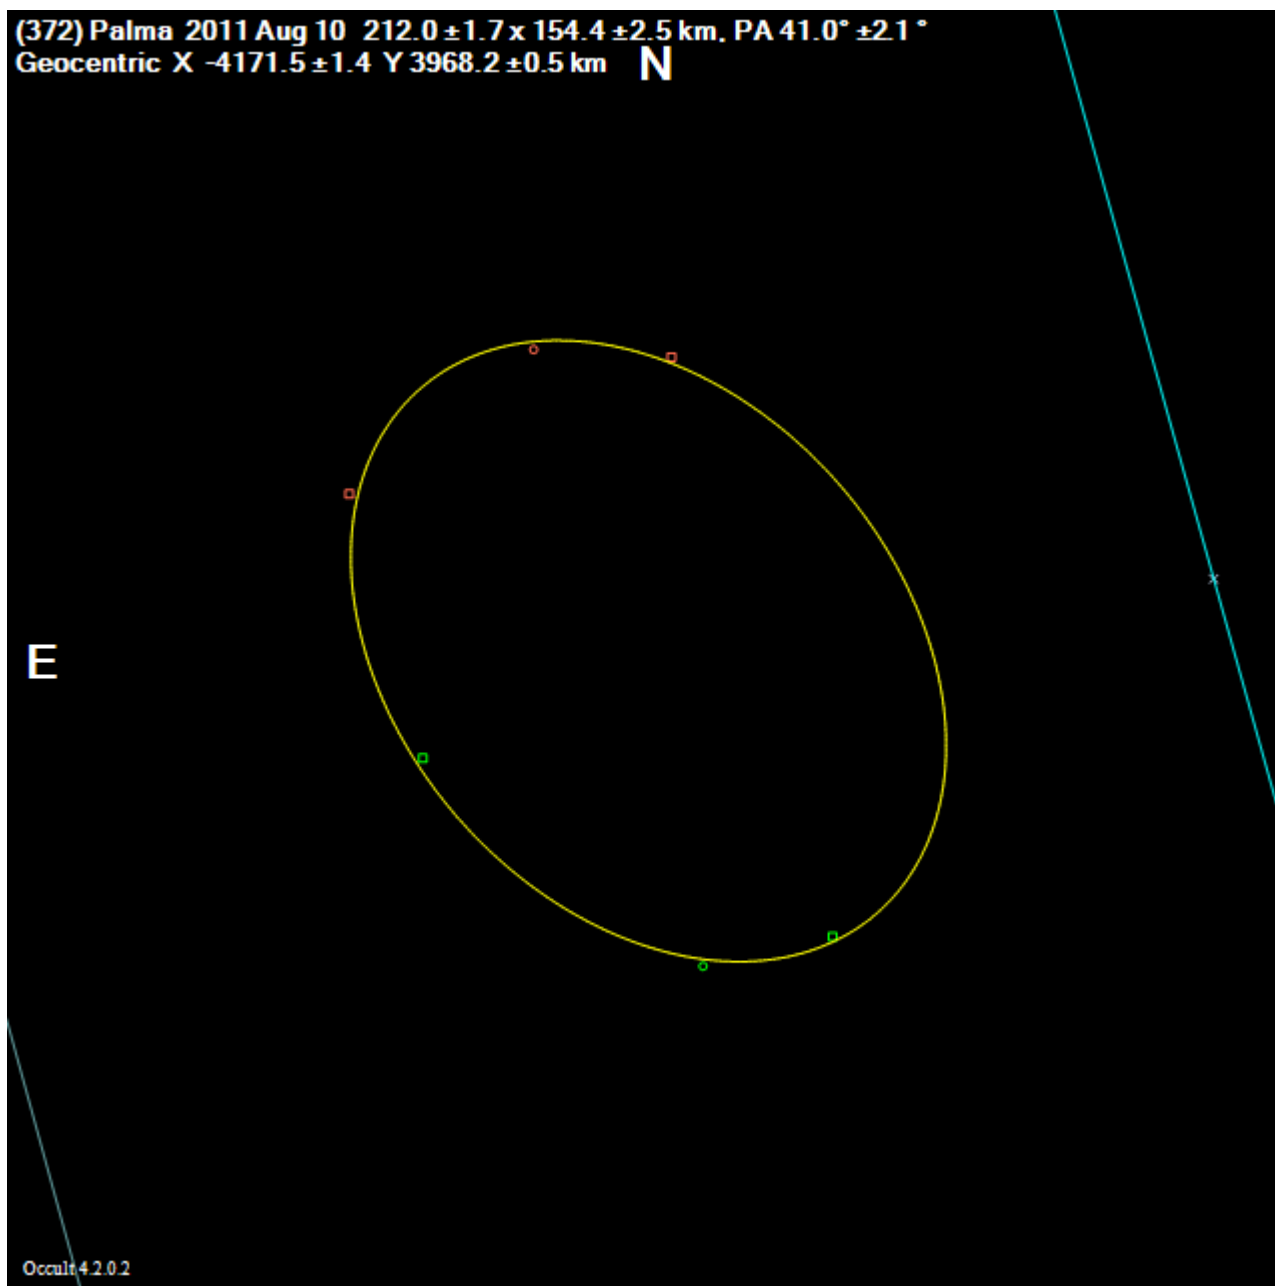 (372) Palma 2011 Aug 10 212.0 ±1.7 x 154.4 ±2.5 km, PA 41.0° ±2.1 °
Geocentric X -4171.5 ±1.4 Y 3968.2 ±0.5 km
N
E
Occult 4.2.0.2